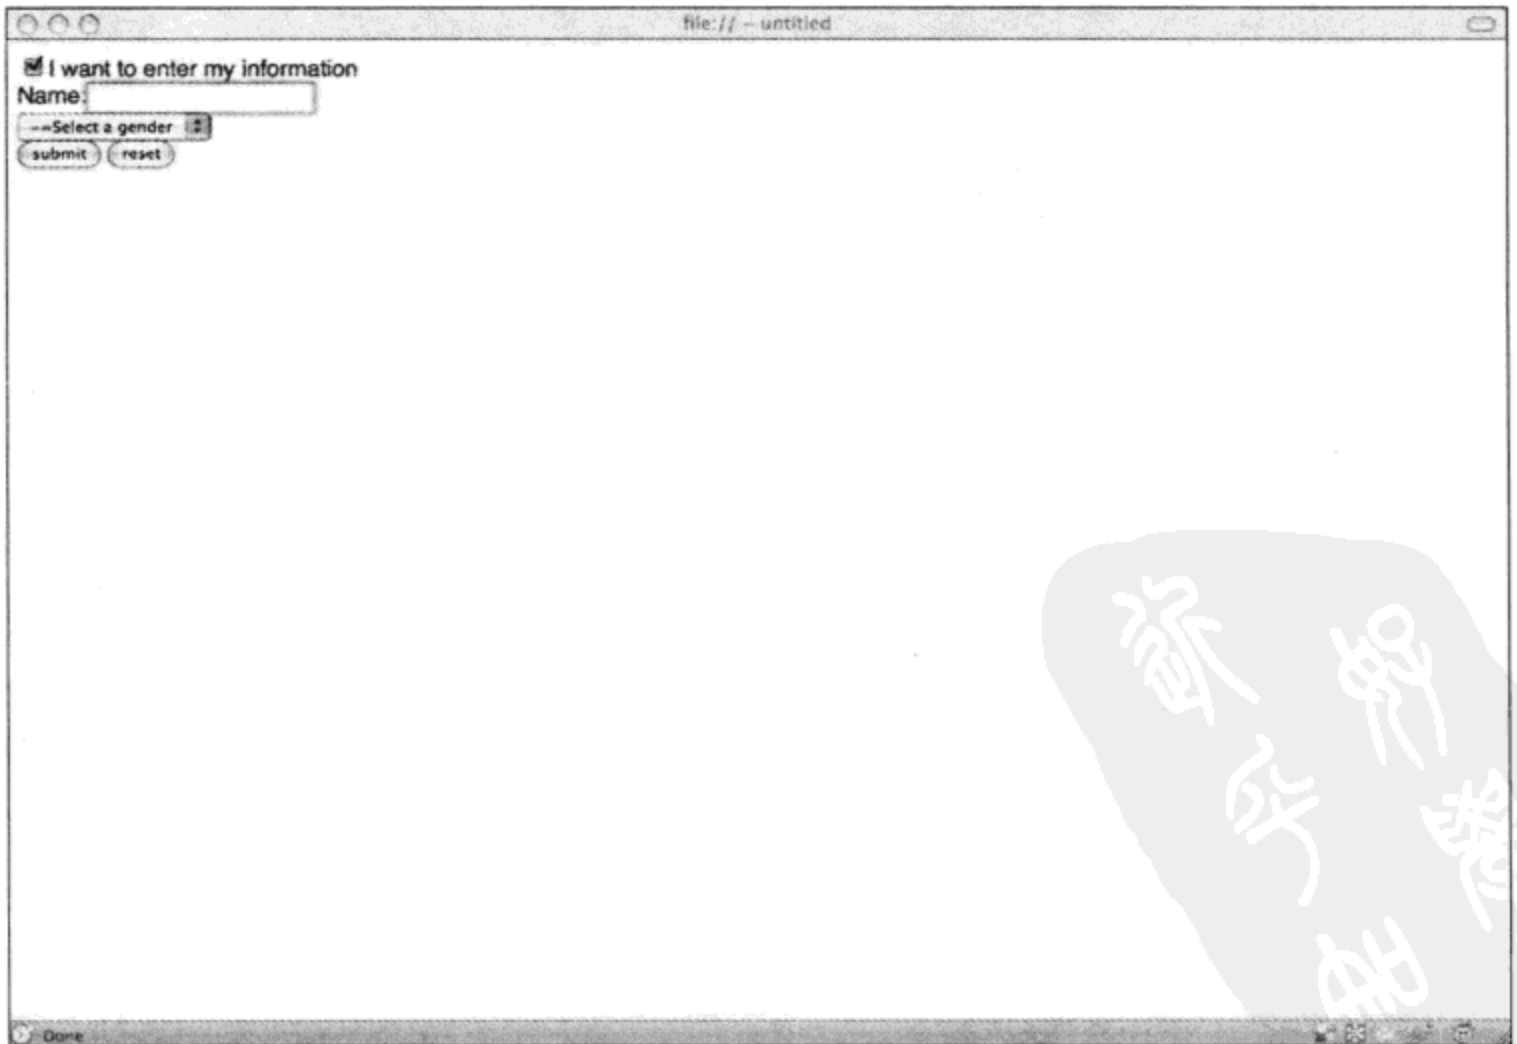 file:// – untitled
I want to enter my information
Name:
--Select a gender
submit reset
Done